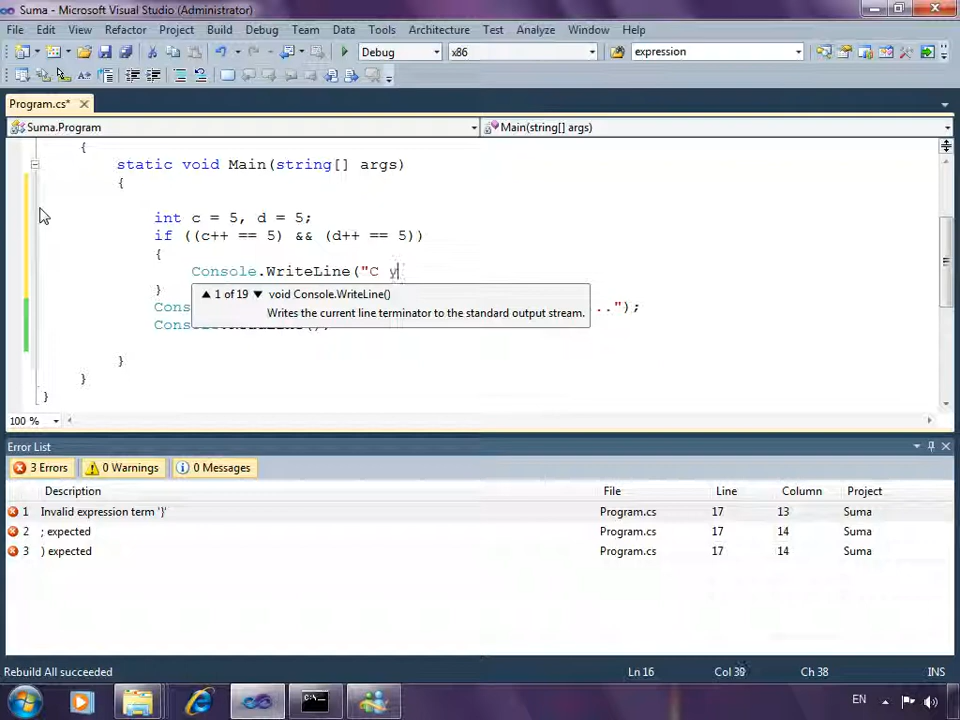 Suma - Microsoft Visual Studio (Administrator)
File Edit View Refactor Project Build Debug Team Data Tools Architecture Test Analyze Window Help
Debug x86 expression
Program.cs*
Suma.Program Main(string[] args)
{
static void Main(string[] args)
{
int c = 5, d = 5;
if ((c++ == 5) && (d++ == 5))
{
Console.WriteLine("C y
1 of 19 void Console.WriteLine()
Writes the current line terminator to the standard output stream.
}
Cons ..");
Cons
}
}
}
100 %
Error List
3 Errors 0 Warnings 0 Messages
Description File Line Column Project
1 Invalid expression term '}' Program.cs 17 13 Suma
2 ; expected Program.cs 17 14 Suma
3 ) expected Program.cs 17 14 Suma
Rebuild All succeeded Ln 16 Col 39 Ch 38 INS
EN